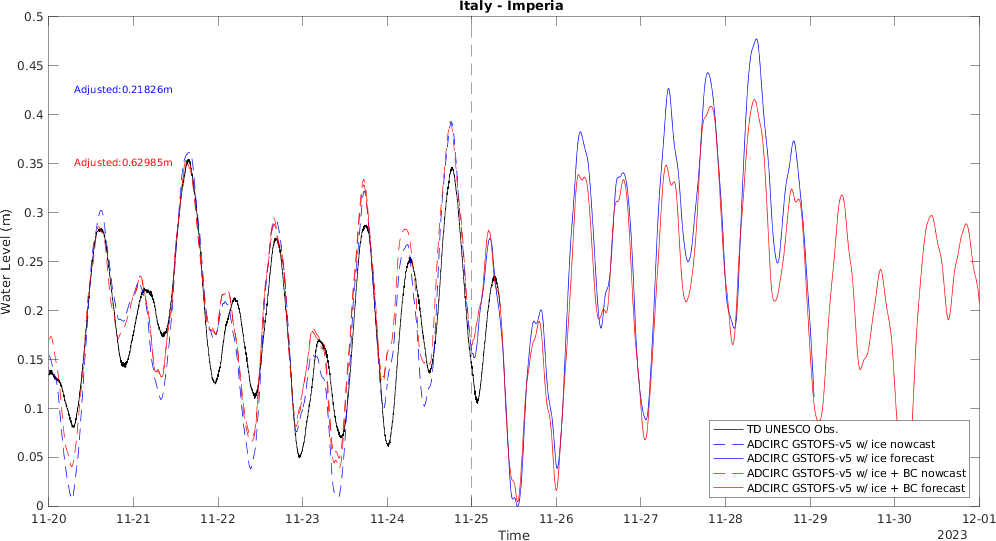 Italy - Imperia
0.5
0.45
0.4
0.35
0.3
0.25
0.2
0.15
0.1
0.05
0
Water Level (m)
Adjusted:0.21826m
Adjusted:0.62985m
TD UNESCO Obs.
ADCIRC GSTOFS-v5 w/ ice nowcast
ADCIRC GSTOFS-v5 w/ ice forecast
ADCIRC GSTOFS-v5 w/ ice + BC nowcast
ADCIRC GSTOFS-v5 w/ ice + BC forecast
11-20 11-21 11-22 11-23 11-24 11-25 11-26 11-27 11-28 11-29 11-30 12-01
Time
2023